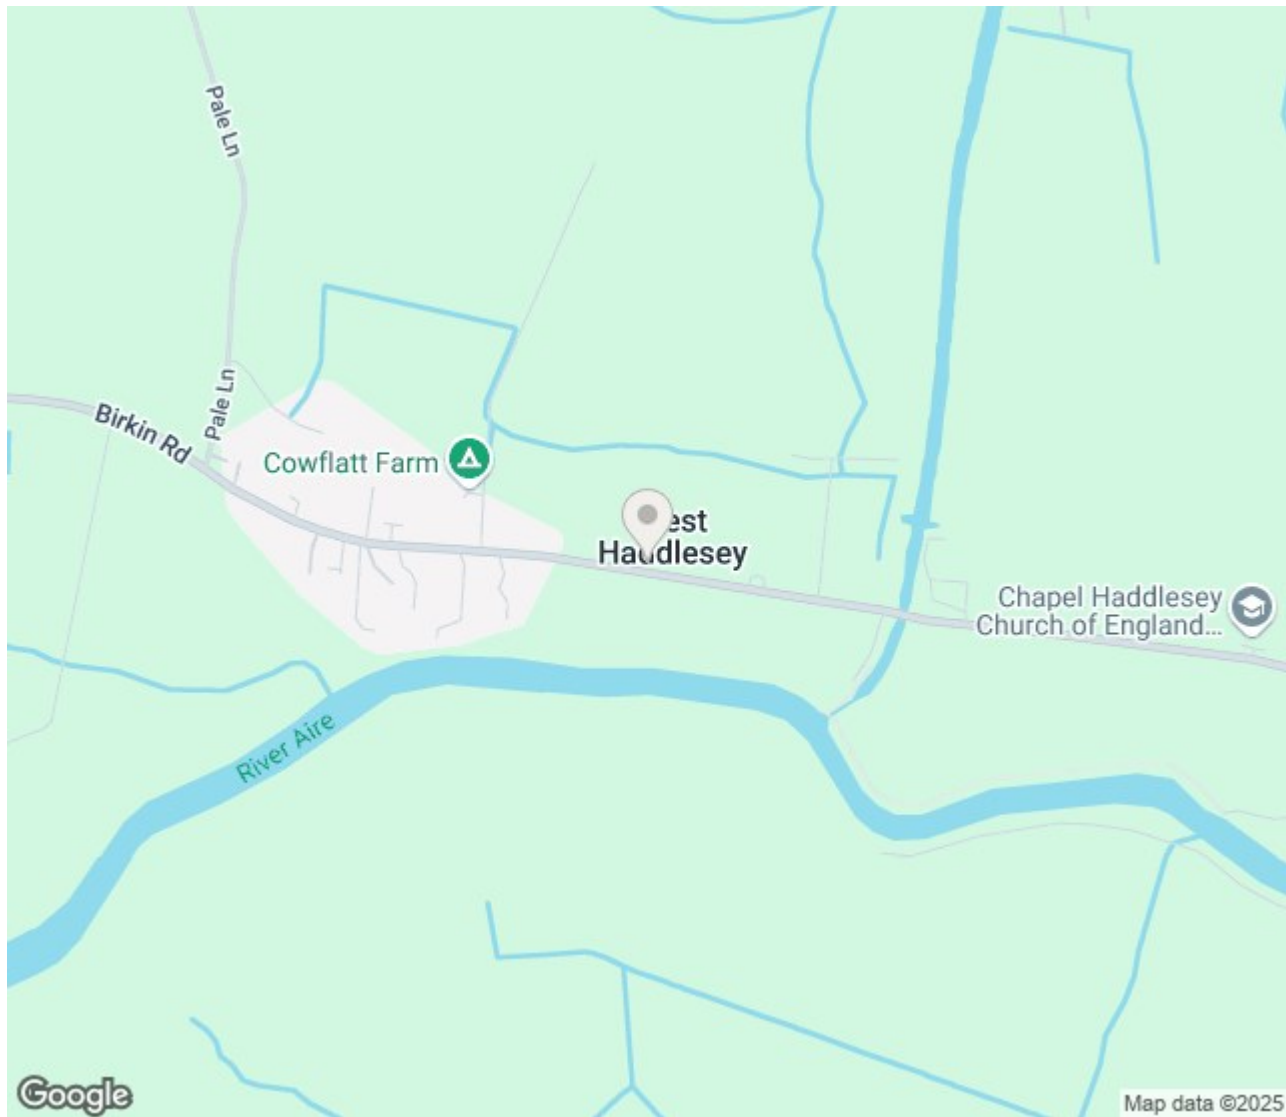 Pale Ln
Pale Ln
Birkin Rd
Cowflatt Farm
est
Haddlesey
Chapel Haddlesey
Church of England...
River Aire
Google
Map data ©2025